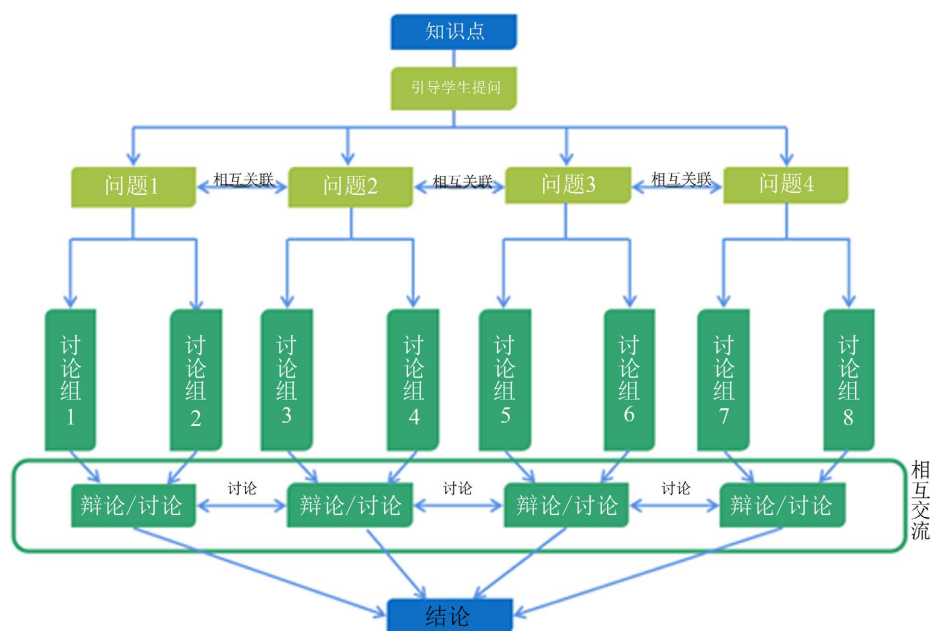 知识点
引导学生提问
问题1
相互关联
问题2
相互关联
问题3
相互关联
问题4
讨论组1
讨论组2
讨论组3
讨论组4
讨论组5
讨论组6
讨论组7
讨论组8
辩论/讨论
讨论
辩论/讨论
讨论
辩论/讨论
讨论
辩论/讨论
相互交流
结论